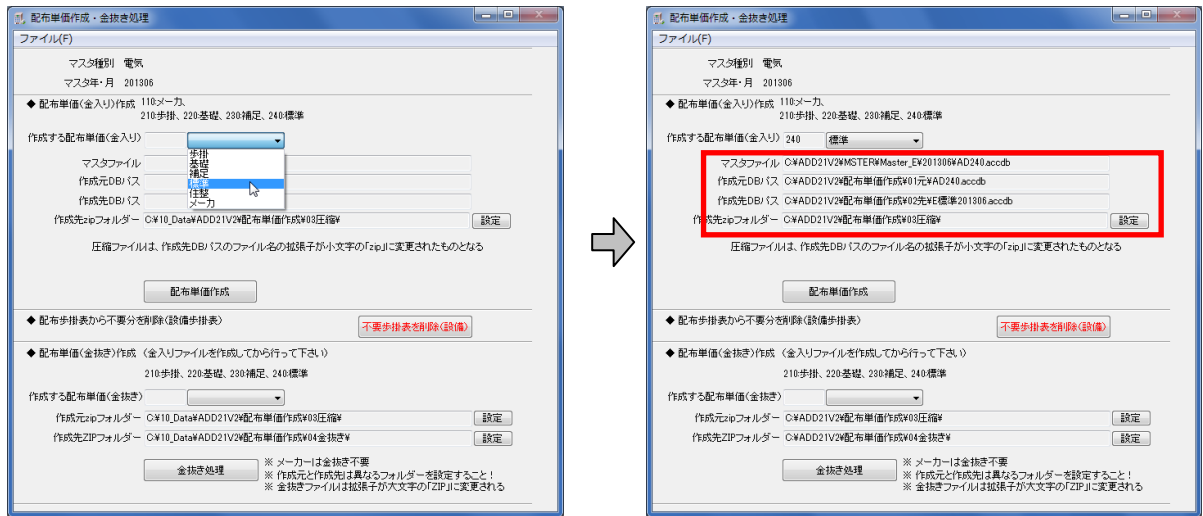 配布単価作成・金抜き処理
ファイル(F)
マスタ種別 電気
マスタ年・月 201306
◆ 配布単価(金入り)作成 110:メーカ、
210:歩掛、220:基礎、230:補足、240:標準
作成する配布単価(金入り)
歩掛
基礎
補足
標準
住整
メーカ
マスタファイル
作成元DBパス
作成先DBパス
作成先zipフォルダー C:¥10_Data¥ADD21V2¥配布単価作成¥03圧縮¥ 設定
圧縮ファイルは、作成先DBパスのファイル名の拡張子が小文字の「zip」に変更されたものとなる
配布単価作成
◆ 配布歩掛表から不要分を削除(設備歩掛表)
不要歩掛表を削除(設備)
◆ 配布単価(金抜き)作成 (金入りファイルを作成してから行って下さい)
210:歩掛、220:基礎、230:補足、240:標準
作成する配布単価(金抜き)
作成元zipフォルダー C:¥10_Data¥ADD21V2¥配布単価作成¥03圧縮¥ 設定
作成先ZIPフォルダー C:¥10_Data¥ADD21V2¥配布単価作成¥04金抜き¥ 設定
金抜き処理
※ メーカーは金抜き不要
※ 作成元と作成先は異なるフォルダーを設定すること!
※ 金抜きファイルは拡張子が大文字の「ZIP」に変更される
配布単価作成・金抜き処理
ファイル(F)
マスタ種別 電気
マスタ年・月 201306
◆ 配布単価(金入り)作成 110:メーカ、
210:歩掛、220:基礎、230:補足、240:標準
作成する配布単価(金入り) 240 標準
マスタファイル C:¥ADD21V2¥MSTER¥Master_E¥201306¥AD240.accdb
作成元DBパス C:¥ADD21V2¥配布単価作成¥01元¥AD240.accdb
作成先DBパス C:¥ADD21V2¥配布単価作成¥02先¥E標準201306.accdb
作成先zipフォルダー C:¥ADD21V2¥配布単価作成¥03圧縮¥ 設定
圧縮ファイルは、作成先DBパスのファイル名の拡張子が小文字の「zip」に変更されたものとなる
配布単価作成
◆ 配布歩掛表から不要分を削除(設備歩掛表)
不要歩掛表を削除(設備)
◆ 配布単価(金抜き)作成 (金入りファイルを作成してから行って下さい)
210:歩掛、220:基礎、230:補足、240:標準
作成する配布単価(金抜き)
作成元zipフォルダー C:¥ADD21V2¥配布単価作成¥03圧縮¥ 設定
作成先ZIPフォルダー C:¥ADD21V2¥配布単価作成¥04金抜き¥ 設定
金抜き処理
※ メーカーは金抜き不要
※ 作成元と作成先は異なるフォルダーを設定すること!
※ 金抜きファイルは拡張子が大文字の「ZIP」に変更される